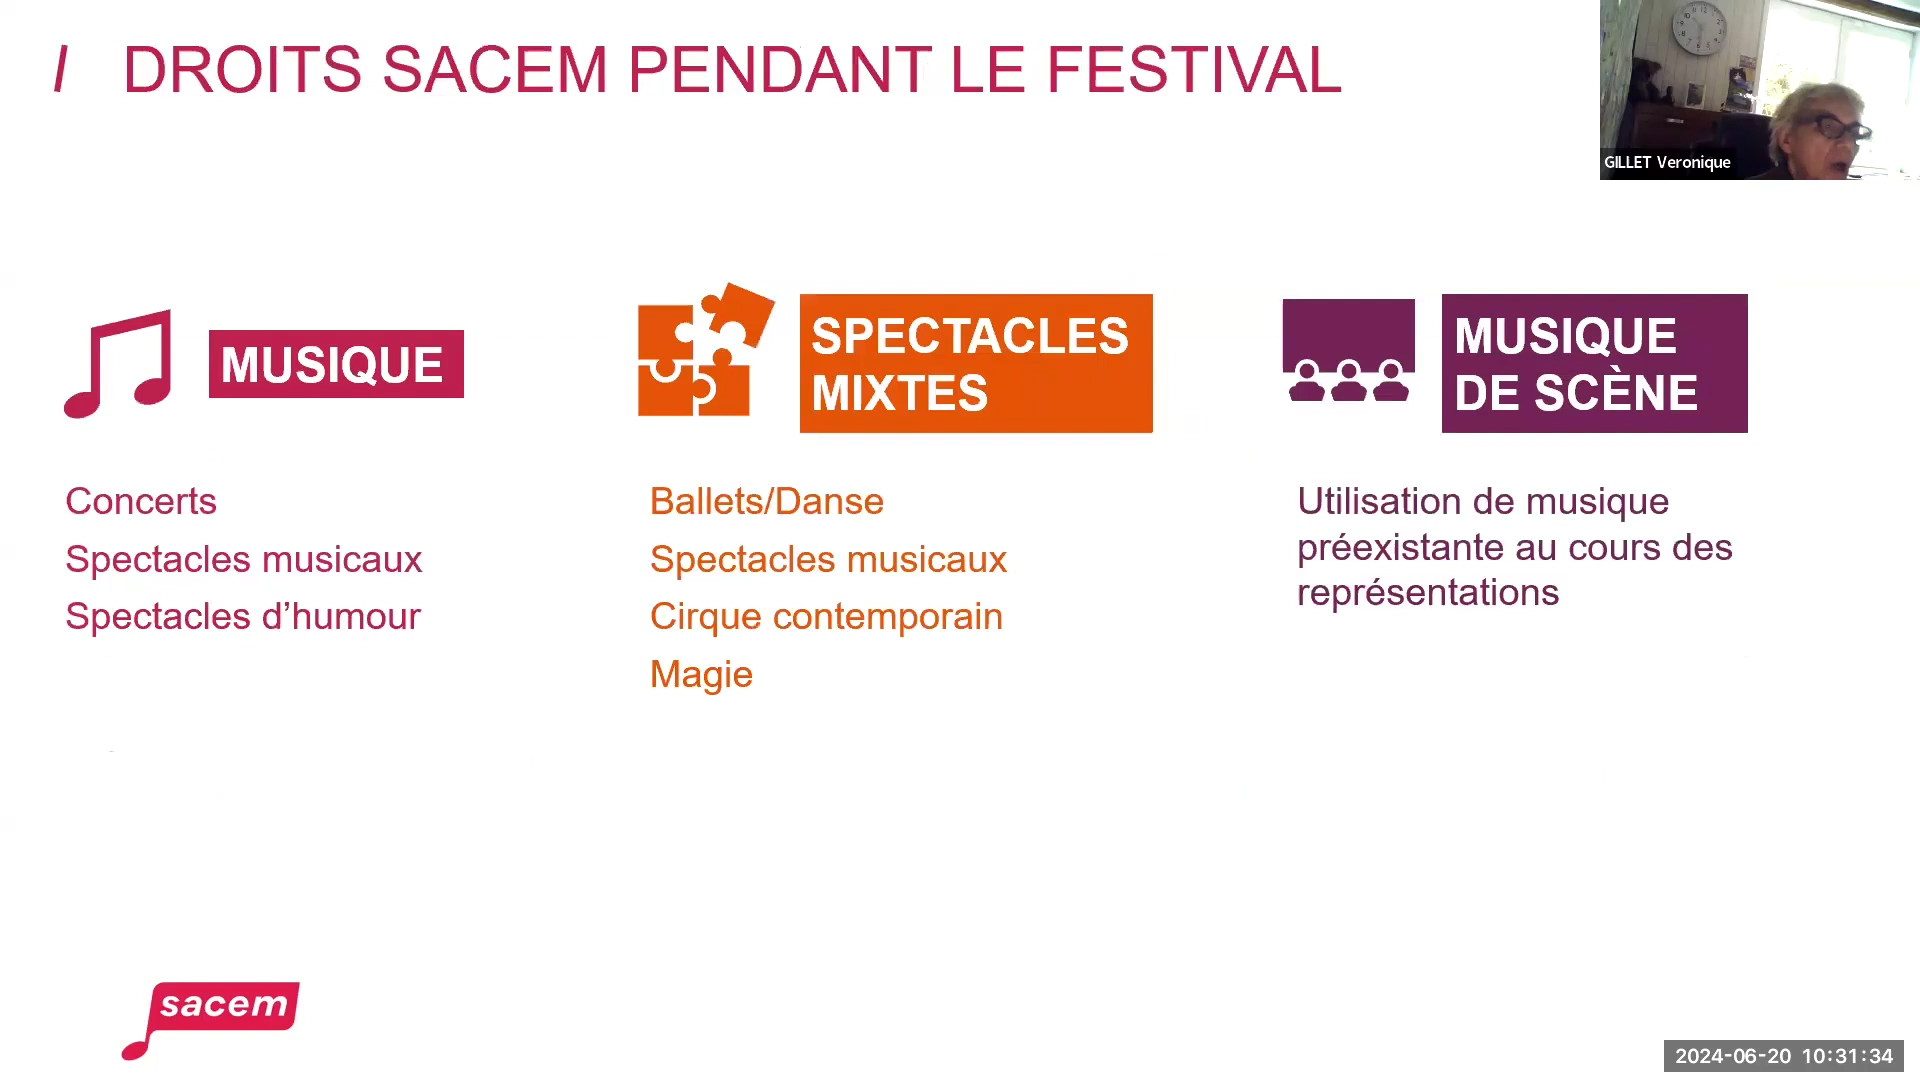 / DROITS SACEM PENDANT LE FESTIVAL
GILLET Veronique
MUSIQUE
Concerts
Spectacles musicaux
Spectacles d’humour
SPECTACLES
MIXTES
Ballets/Danse
Spectacles musicaux
Cirque contemporain
Magie
MUSIQUE
DE SCÈNE
Utilisation de musique
préexistante au cours des
représentations
sacem
2024-06-20 10:31:34